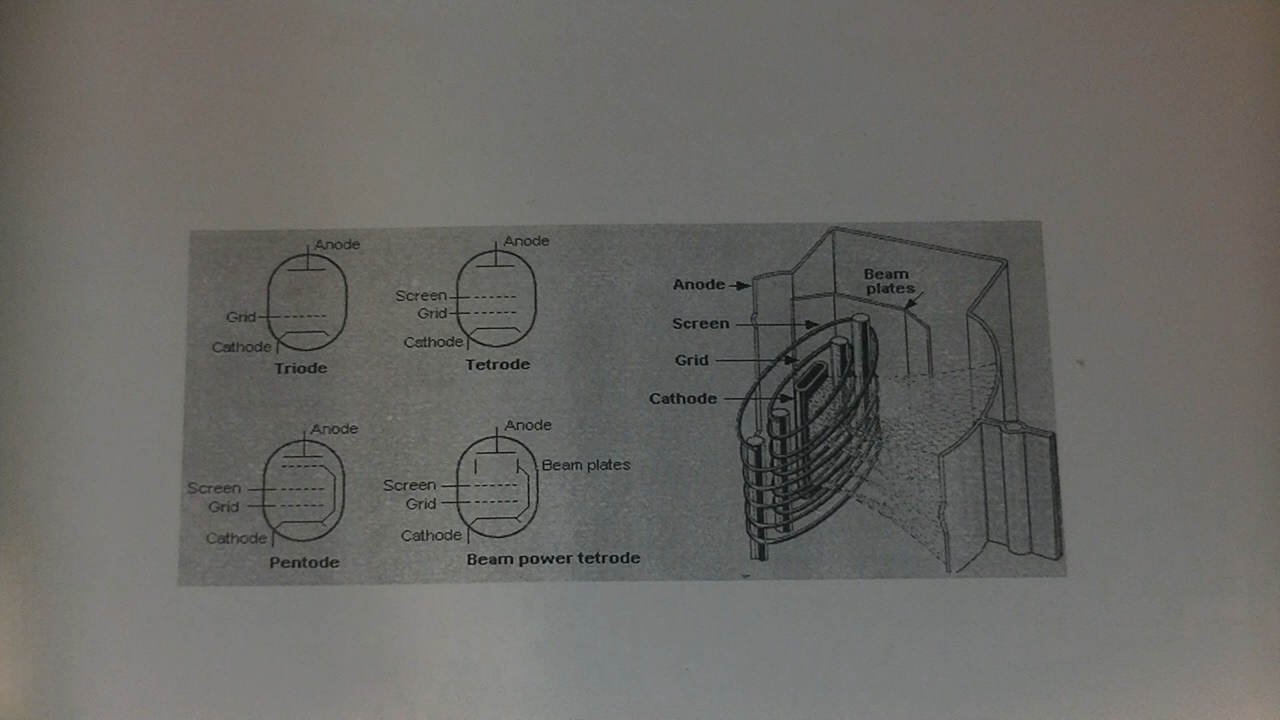 Anode
Grid
Cathode
Triode
Anode
Screen
Grid
Cathode
Tetrode
Anode
Screen
Grid
Cathode
Pentode
Anode
Beam plates
Screen
Grid
Cathode
Beam power tetrode
Anode
Beam
plates
Screen
Grid
Cathode